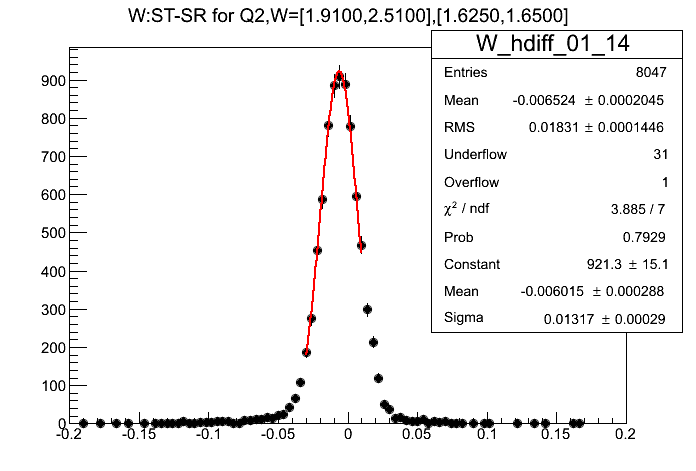 W:ST-SR for Q2,W=[1.9100,2.5100],[1.6250,1.6500]
W_hdiff_01_14
Entries 8047
Mean -0.006524 ± 0.0002045
RMS 0.01831 ± 0.0001446
Underflow 31
Overflow 1
χ² / ndf 3.885 / 7
Prob 0.7929
Constant 921.3 ± 15.1
Mean -0.006015 ± 0.000288
Sigma 0.01317 ± 0.00029
900
800
700
600
500
400
300
200
100
0
-0.2 -0.15 -0.1 -0.05 0 0.05 0.1 0.15 0.2